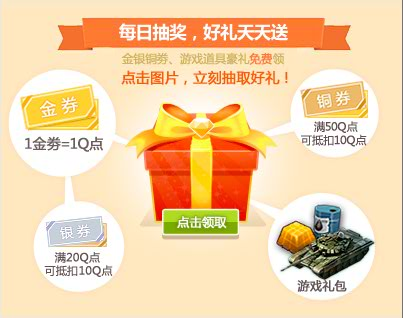 每日抽奖，好礼天天送
金银铜券、游戏道具豪礼免费领
点击图片，立刻抽取好礼！
金券
1金券=1Q点
铜券
满50Q点
可抵扣10Q点
银券
满20Q点
可抵扣10Q点
点击领取
游戏礼包